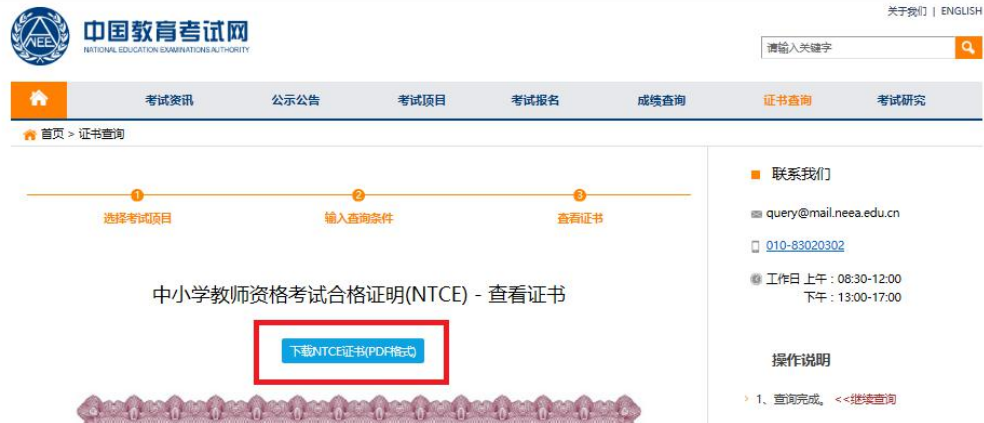 关于我们 | ENGLISH
NEE
中国教育考试网
NATIONAL EDUCATION EXAMINATIONS AUTHORITY
请输入关键字
考试资讯 公示公告 考试项目 考试报名 成绩查询 证书查询 考试研究
首页 > 证书查询
1 2 3
选择考试项目 输入查询条件 查看证书
中小学教师资格考试合格证明(NTCE) - 查看证书
下载NTCE证书(PDF格式)
联系我们
query@mail.neea.edu.cn
010-83020302
工作日 上午：08:30-12:00
下午：13:00-17:00
操作说明
1、查询完成。 <<继续查询